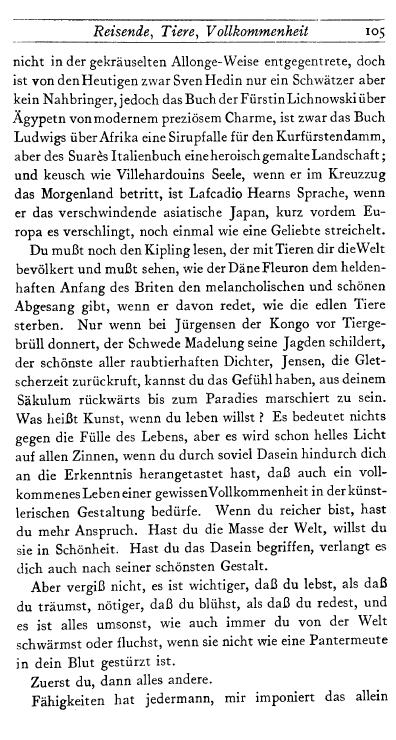 Reisende, Tiere, Vollkommenheit 105
nicht in der gekräuselten Allonge-Weise entgegentrete, doch
ist von den Heutigen zwar Sven Hedin nur ein Schwätzer aber
kein Nahbringer, jedoch das Buch der Fürstin Lichnowski über
Ägypetn von modernem preziösem Charme, ist zwar das Buch
Ludwigs über Afrika eine Sirupfalle für den Kurfürstendamm,
aber des Suarès Italienbuch eine heroisch gemalte Landschaft;
und keusch wie Villehardouins Seele, wenn er im Kreuzzug
das Morgenland betritt, ist Lafcadio Hearns Sprache, wenn
er das verschwindende asiatische Japan, kurz vordem Eu-
ropa es verschlingt, noch einmal wie eine Geliebte streichelt.
Du mußt noch den Kipling lesen, der mit Tieren dir die Welt
bevölkert und mußt sehen, wie der Däne Fleuron dem helden-
haften Anfang des Briten den melancholischen und schönen
Abgesang gibt, wenn er davon redet, wie die edlen Tiere
sterben. Nur wenn bei Jürgensen der Kongo vor Tierge-
brüll donnert, der Schwede Madelung seine Jagden schildert,
der schönste aller raubtierhaften Dichter, Jensen, die Glet-
scherzeit zurückruft, kannst du das Gefühl haben, aus deinem
Säkulum rückwärts bis zum Paradies marschiert zu sein.
Was heißt Kunst, wenn du leben willst? Es bedeutet nichts
gegen die Fülle des Lebens, aber es wird schon helles Licht
auf allen Zinnen, wenn du durch soviel Dasein hindurch dich
an die Erkenntnis herangetastet hast, daß auch ein voll-
kommenes Leben einer gewissen Vollkommenheit in der künst-
lerischen Gestaltung bedürfe. Wenn du reicher bist, hast
du mehr Anspruch. Hast du die Masse der Welt, willst du
sie in Schönheit. Hast du das Dasein begriffen, verlangt es
dich auch nach seiner schönsten Gestalt.
Aber vergiß nicht, es ist wichtiger, daß du lebst, als daß
du träumst, nötiger, daß du blühst, als daß du redest, und
es ist alles umsonst, wie auch immer du von der Welt
schwärmst oder fluchst, wenn sie nicht wie eine Pantermeute
in dein Blut gestürzt ist.
Zuerst du, dann alles andere.
Fähigkeiten hat jedermann, mir imponiert das allein